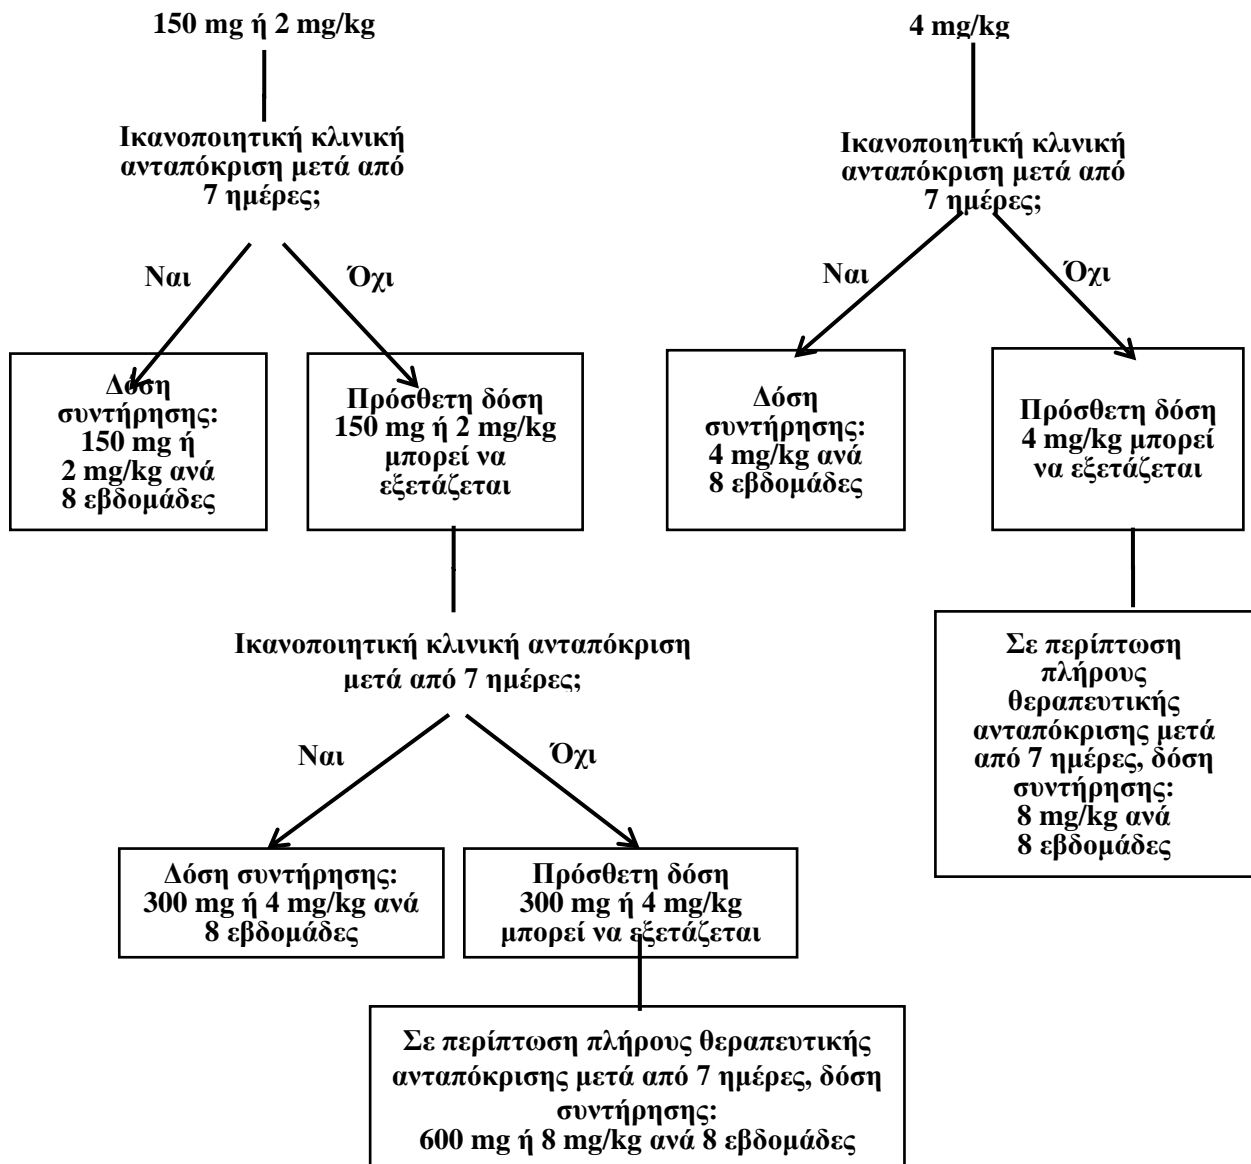 150 mg ή 2 mg/kg
Ικανοποιητική κλινική
ανταπόκριση μετά από
7 ημέρες;
Ναι
Όχι
Δόση
συντήρησης:
150 mg ή
2 mg/kg ανά
8 εβδομάδες
Πρόσθετη δόση
150 mg ή 2 mg/kg
μπορεί να
εξετάζεται
Ικανοποιητική κλινική ανταπόκριση
μετά από 7 ημέρες;
Ναι
Όχι
Δόση συντήρησης:
300 mg ή 4 mg/kg ανά
8 εβδομάδες
Πρόσθετη δόση
300 mg ή 4 mg/kg
μπορεί να εξετάζεται
Σε περίπτωση πλήρους θεραπευτικής
ανταπόκρισης μετά από 7 ημέρες, δόση
συντήρησης:
600 mg ή 8 mg/kg ανά 8 εβδομάδες
4 mg/kg
Ικανοποιητική κλινική
ανταπόκριση μετά από
7 ημέρες;
Ναι
Όχι
Δόση
συντήρησης:
4 mg/kg ανά
8 εβδομάδες
Πρόσθετη δόση
4 mg/kg μπορεί
να εξετάζεται
Σε περίπτωση
πλήρους
θεραπευτικής
ανταπόκρισης μετά
από 7 ημέρες, δόση
συντήρησης:
8 mg/kg ανά
8 εβδομάδες